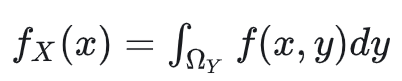 f_X(x) = ∫_{Ω_Y} f(x, y)dy